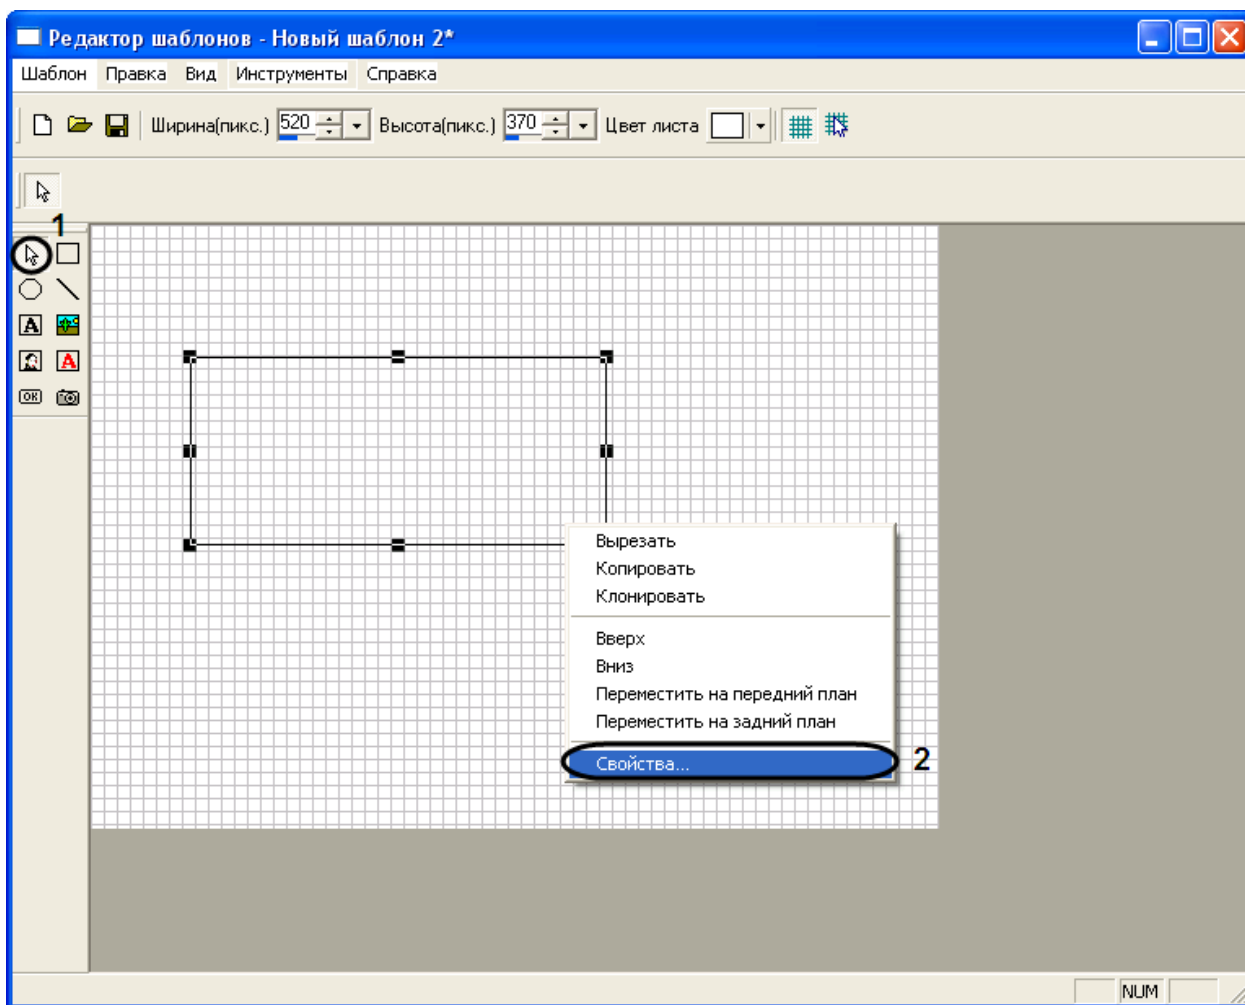 Редактор шаблонов - Новый шаблон 2*
Шаблон Правка Вид Инструменты Справка
Ширина(пикс.) 520 Высота(пикс.) 370 Цвет листа
1
A
A
OK
Вырезать
Копировать
Клонировать
Вверх
Вниз
Переместить на передний план
Переместить на задний план
Свойства... 2
NUM